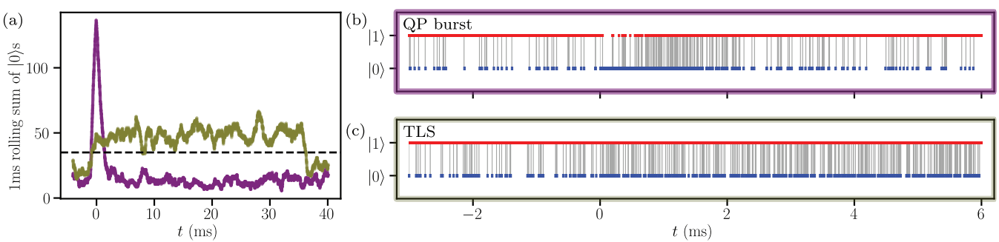 (a)
1ms rolling sum of |0⟩s
100
50
0
0
10
20
30
40
t (ms)
(b)
QP burst
|1⟩
|0⟩
(c)
TLS
|1⟩
|0⟩
−2
0
2
4
6
t (ms)